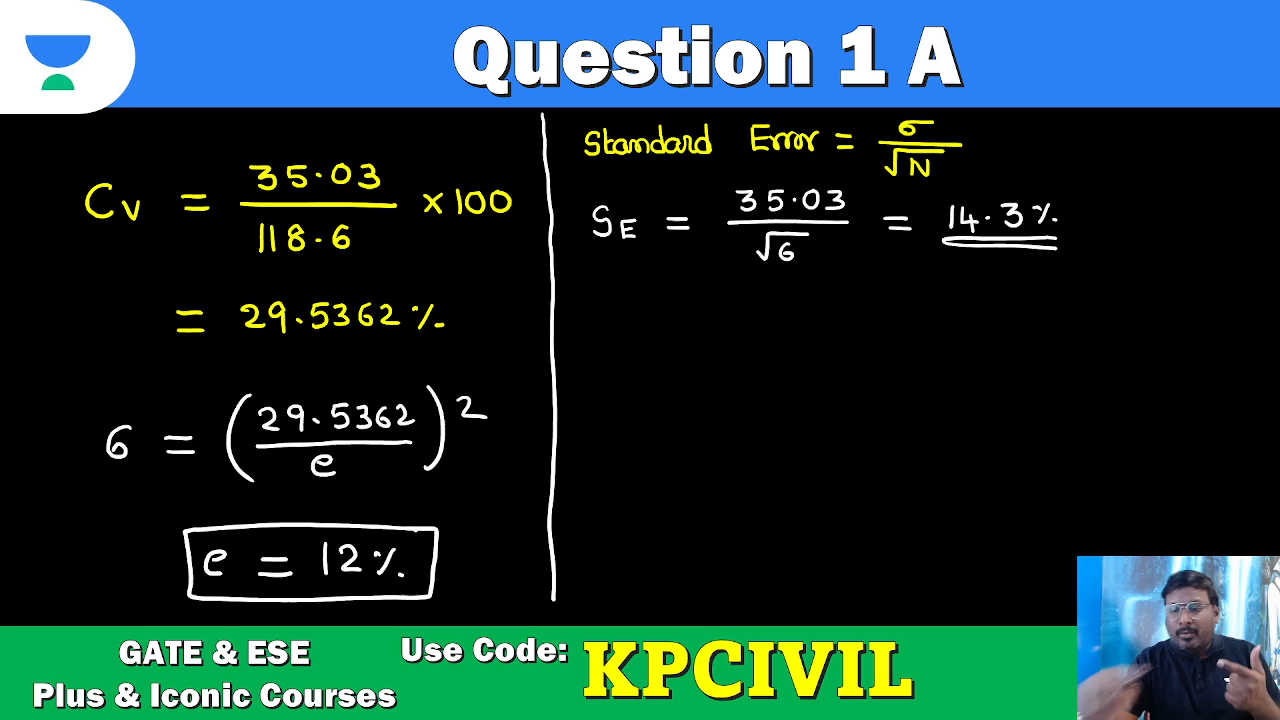 Question 1 A
Cv = 35.03 / 118.6 × 100
= 29.5362 %
6 = (29.5362 / e)²
e = 12 %
Standard Error = σ / √N
SE = 35.03 / √6 = 14.3 %
GATE & ESE
Plus & Iconic Courses
Use Code: KPCIVIL